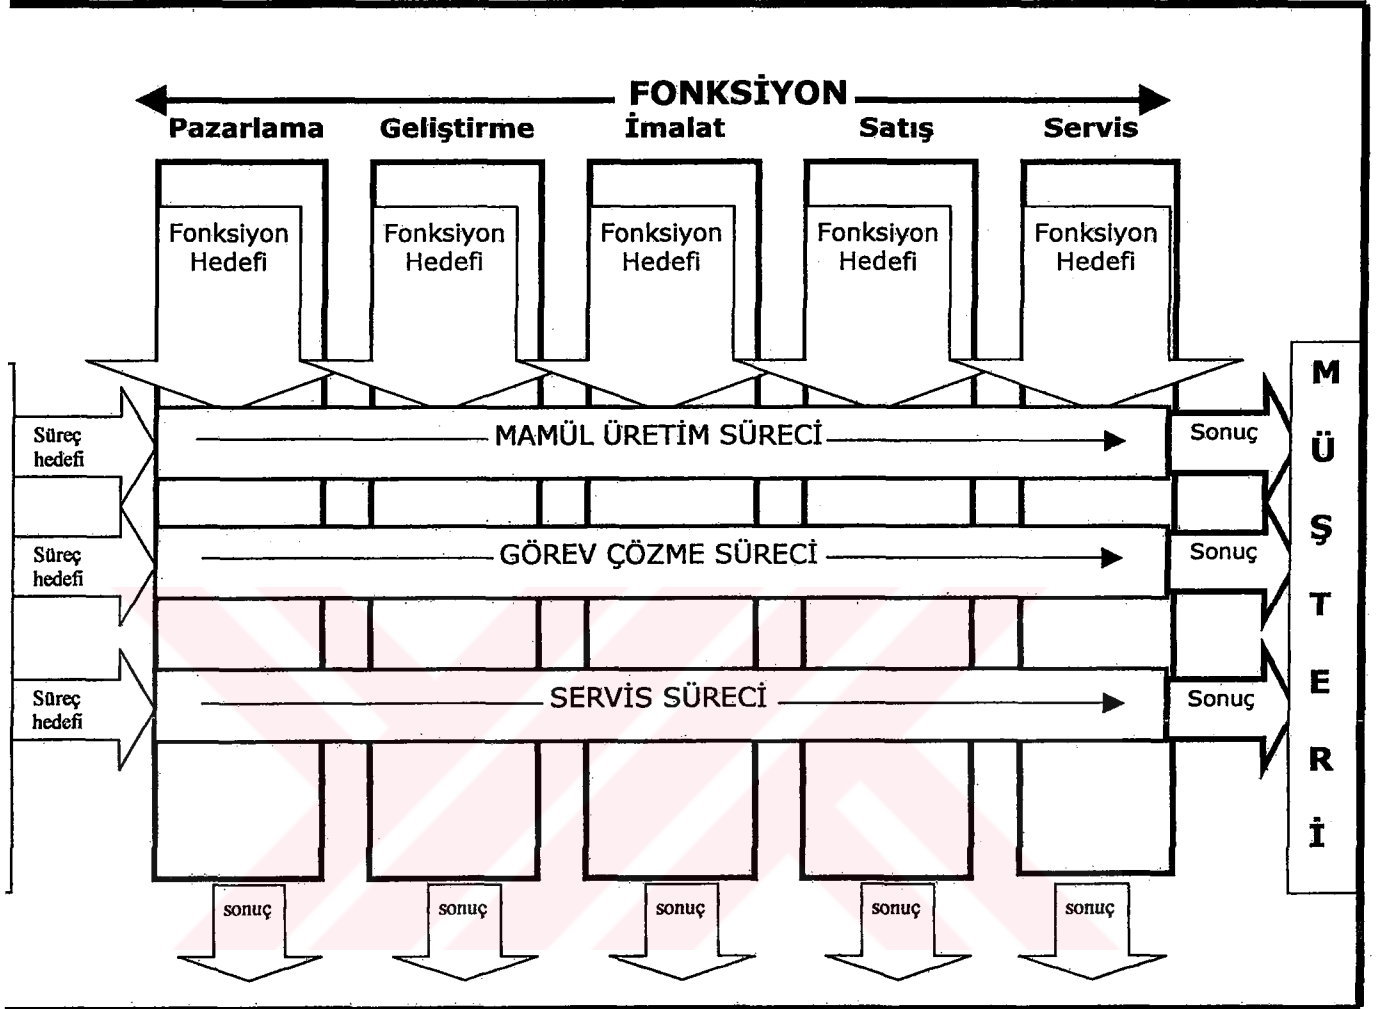 FONKSİYON
Pazarlama Geliştirme İmalat Satış Servis
Fonksiyon Hedefi
Fonksiyon Hedefi
Fonksiyon Hedefi
Fonksiyon Hedefi
Fonksiyon Hedefi
Süreç hedefi
MAMÜL ÜRETİM SÜRECİ
Sonuç
Süreç hedefi
GÖREV ÇÖZME SÜRECİ
Sonuç
Süreç hedefi
SERVİS SÜRECİ
Sonuç
MÜŞTERİ
sonuç sonuç sonuç sonuç sonuç